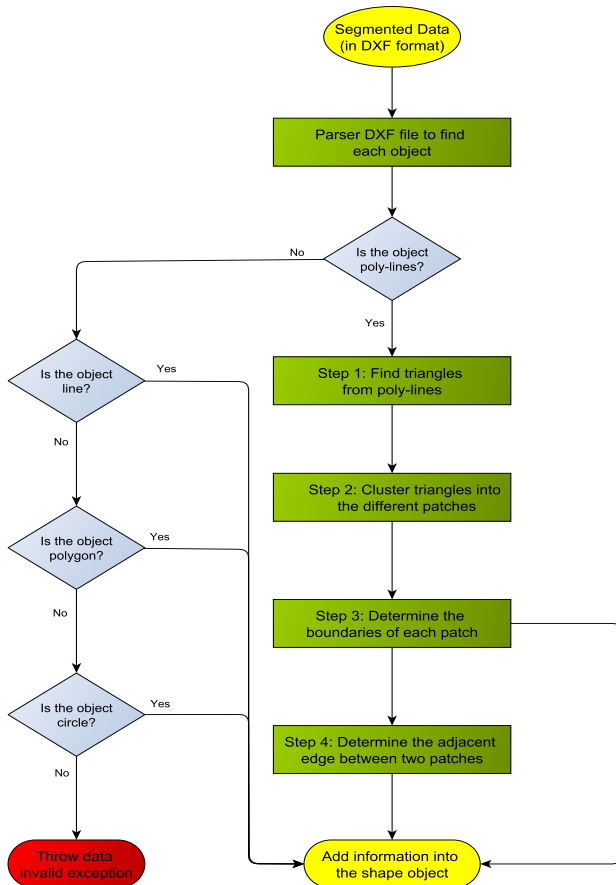 Segmented Data
(in DXF format)
Parser DXF file to find
each object
Is the object
poly-lines?
No
Yes
Is the object
line?
Yes
Step 1: Find triangles
from poly-lines
No
Step 2: Cluster triangles into
the different patches
Is the object
polygon?
Yes
Step 3: Determine the
boundaries of each patch
No
Is the object
circle?
Yes
Step 4: Determine the adjacent
edge between two patches
No
Throw data
invalid exception
Add information into
the shape object